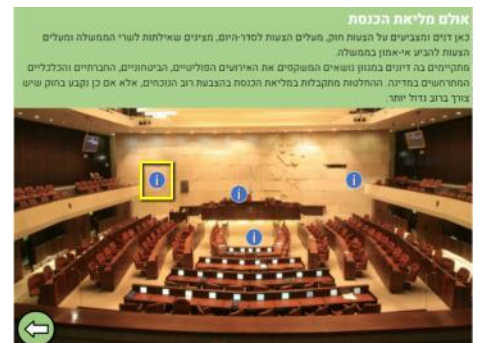 אולם מליאת הכנסת
כאן דנים ומצביעים על הצעות חוק, מעלים הצעות לסדר-היום, מציגים שאילתות לשרי הממשלה ומעלים
הצעות להביע אי-אמון בממשלה.
מתקיימים בה דיונים במגוון נושאים המשקפים את האירועים הפוליטיים, הביטחוניים, החברתיים והכלכליים
המתרחשים במדינה. ההחלטות מתקבלות במליאת הכנסת בהצבעת רוב הנוכחים, אלא אם כן נקבע בחוק שיש
צורך ברוב גדול יותר.
i
i
i
i